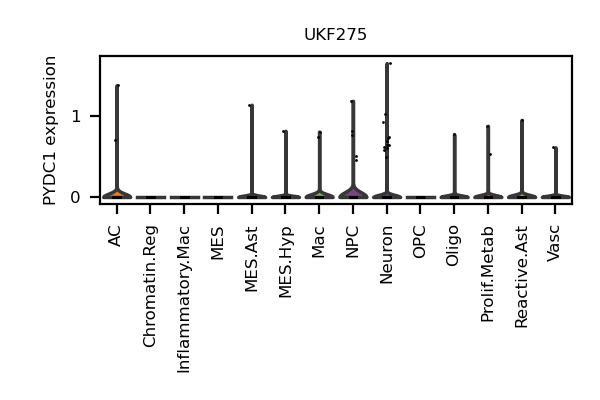 UKF275
PYDC1 expression
1
0
AC
Chromatin.Reg
Inflammatory.Mac
MES
MES.Ast
MES.Hyp
Mac
NPC
Neuron
OPC
Oligo
Prolif.Metab
Reactive.Ast
Vasc